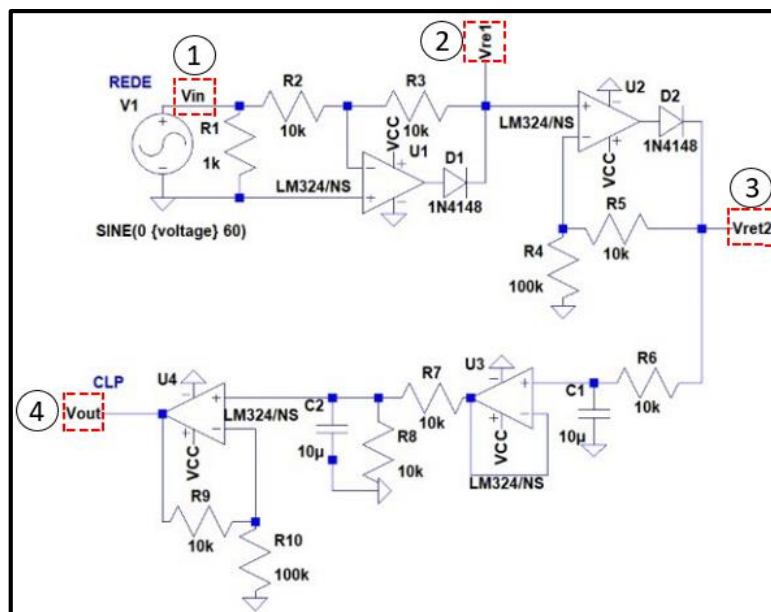 1
2
Vre1
REDE
V1
Vin
R1
1k
R2
10k
R3
10k
VCC
U1
LM324/NS
D1
1N4148
SINE(0 {voltage} 60)
LM324/NS
U2
D2
1N4148
VCC
3
Vret2
R4
100k
R5
10k
CLP
4
Vout
U4
LM324/NS
VCC
R9
10k
R10
100k
C2
10µ
R7
10k
R8
10k
U3
VCC
LM324/NS
C1
10µ
R6
10k